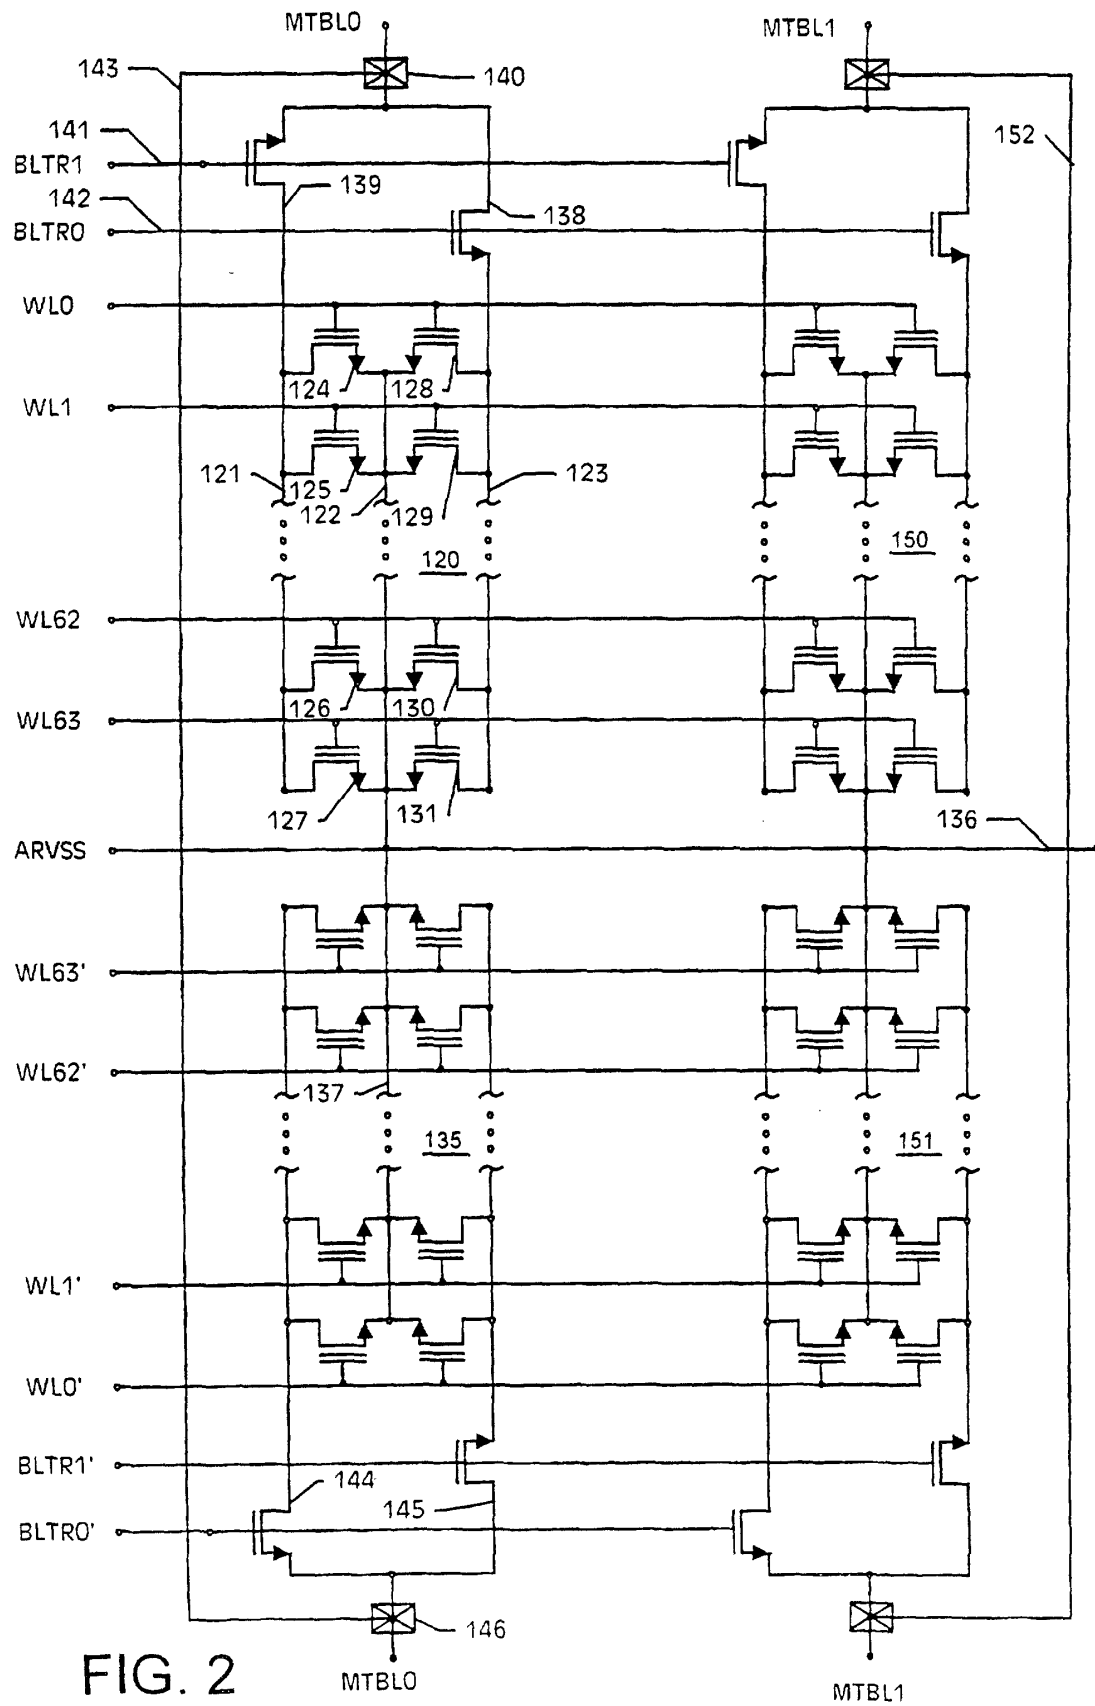 MTBL0
MTBL1
143
140
141
152
BLTR1
139
142
138
BLTR0
WL0
124
128
WL1
121
125
123
122
129
120
150
WL62
126
130
WL63
127
131
136
ARVSS
WL63'
WL62'
137
135
151
WL1'
WL0'
BLTR1'
144
145
BLTR0'
146
FIG. 2
MTBL0
MTBL1